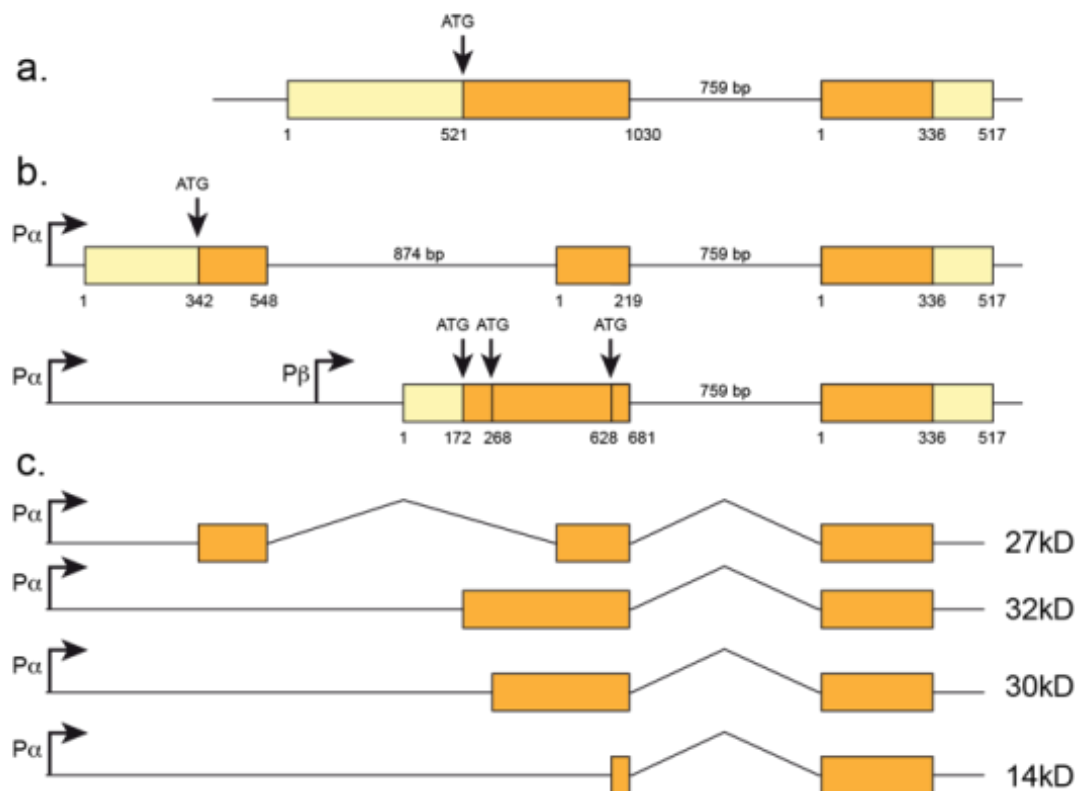 ATG
a.
759 bp
1 521 1030 1 336 517
b.
ATG
Pα
874 bp 759 bp
1 342 548 1 219 1 336 517
ATG ATG ATG
Pα Pβ
759 bp
1 172 268 628 681 1 336 517
c.
Pα
27kD
Pα
32kD
Pα
30kD
Pα
14kD